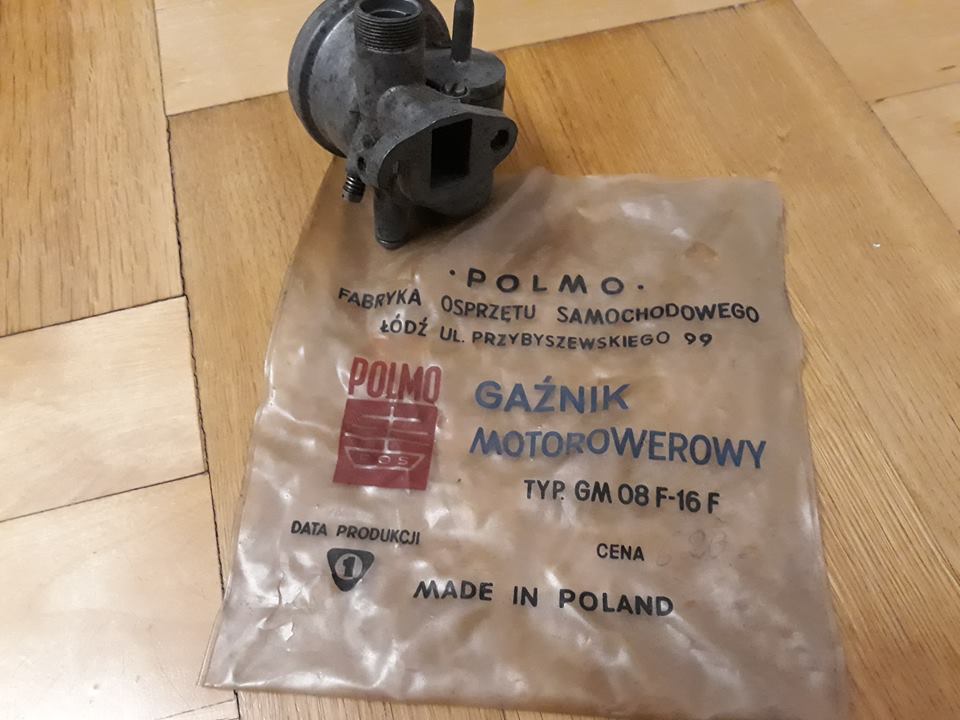 ·POLMO·
FABRYKA OSPRZĘTU SAMOCHODOWEGO
ŁÓDŹ UL. PRZYBYSZEWSKIEGO 99
POLMO
FOS
GAŹNIK
MOTOROWEROWY
TYP. GM 08 F-16 F
DATA PRODUKCJI
1
CENA
MADE IN POLAND